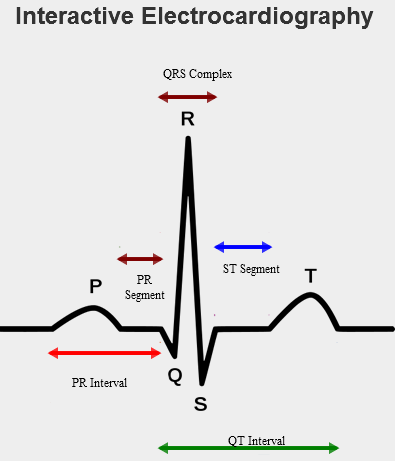 Interactive Electrocardiography
QRS Complex
R
P
PR
Segment
ST Segment
T
PR Interval
Q
S
QT Interval